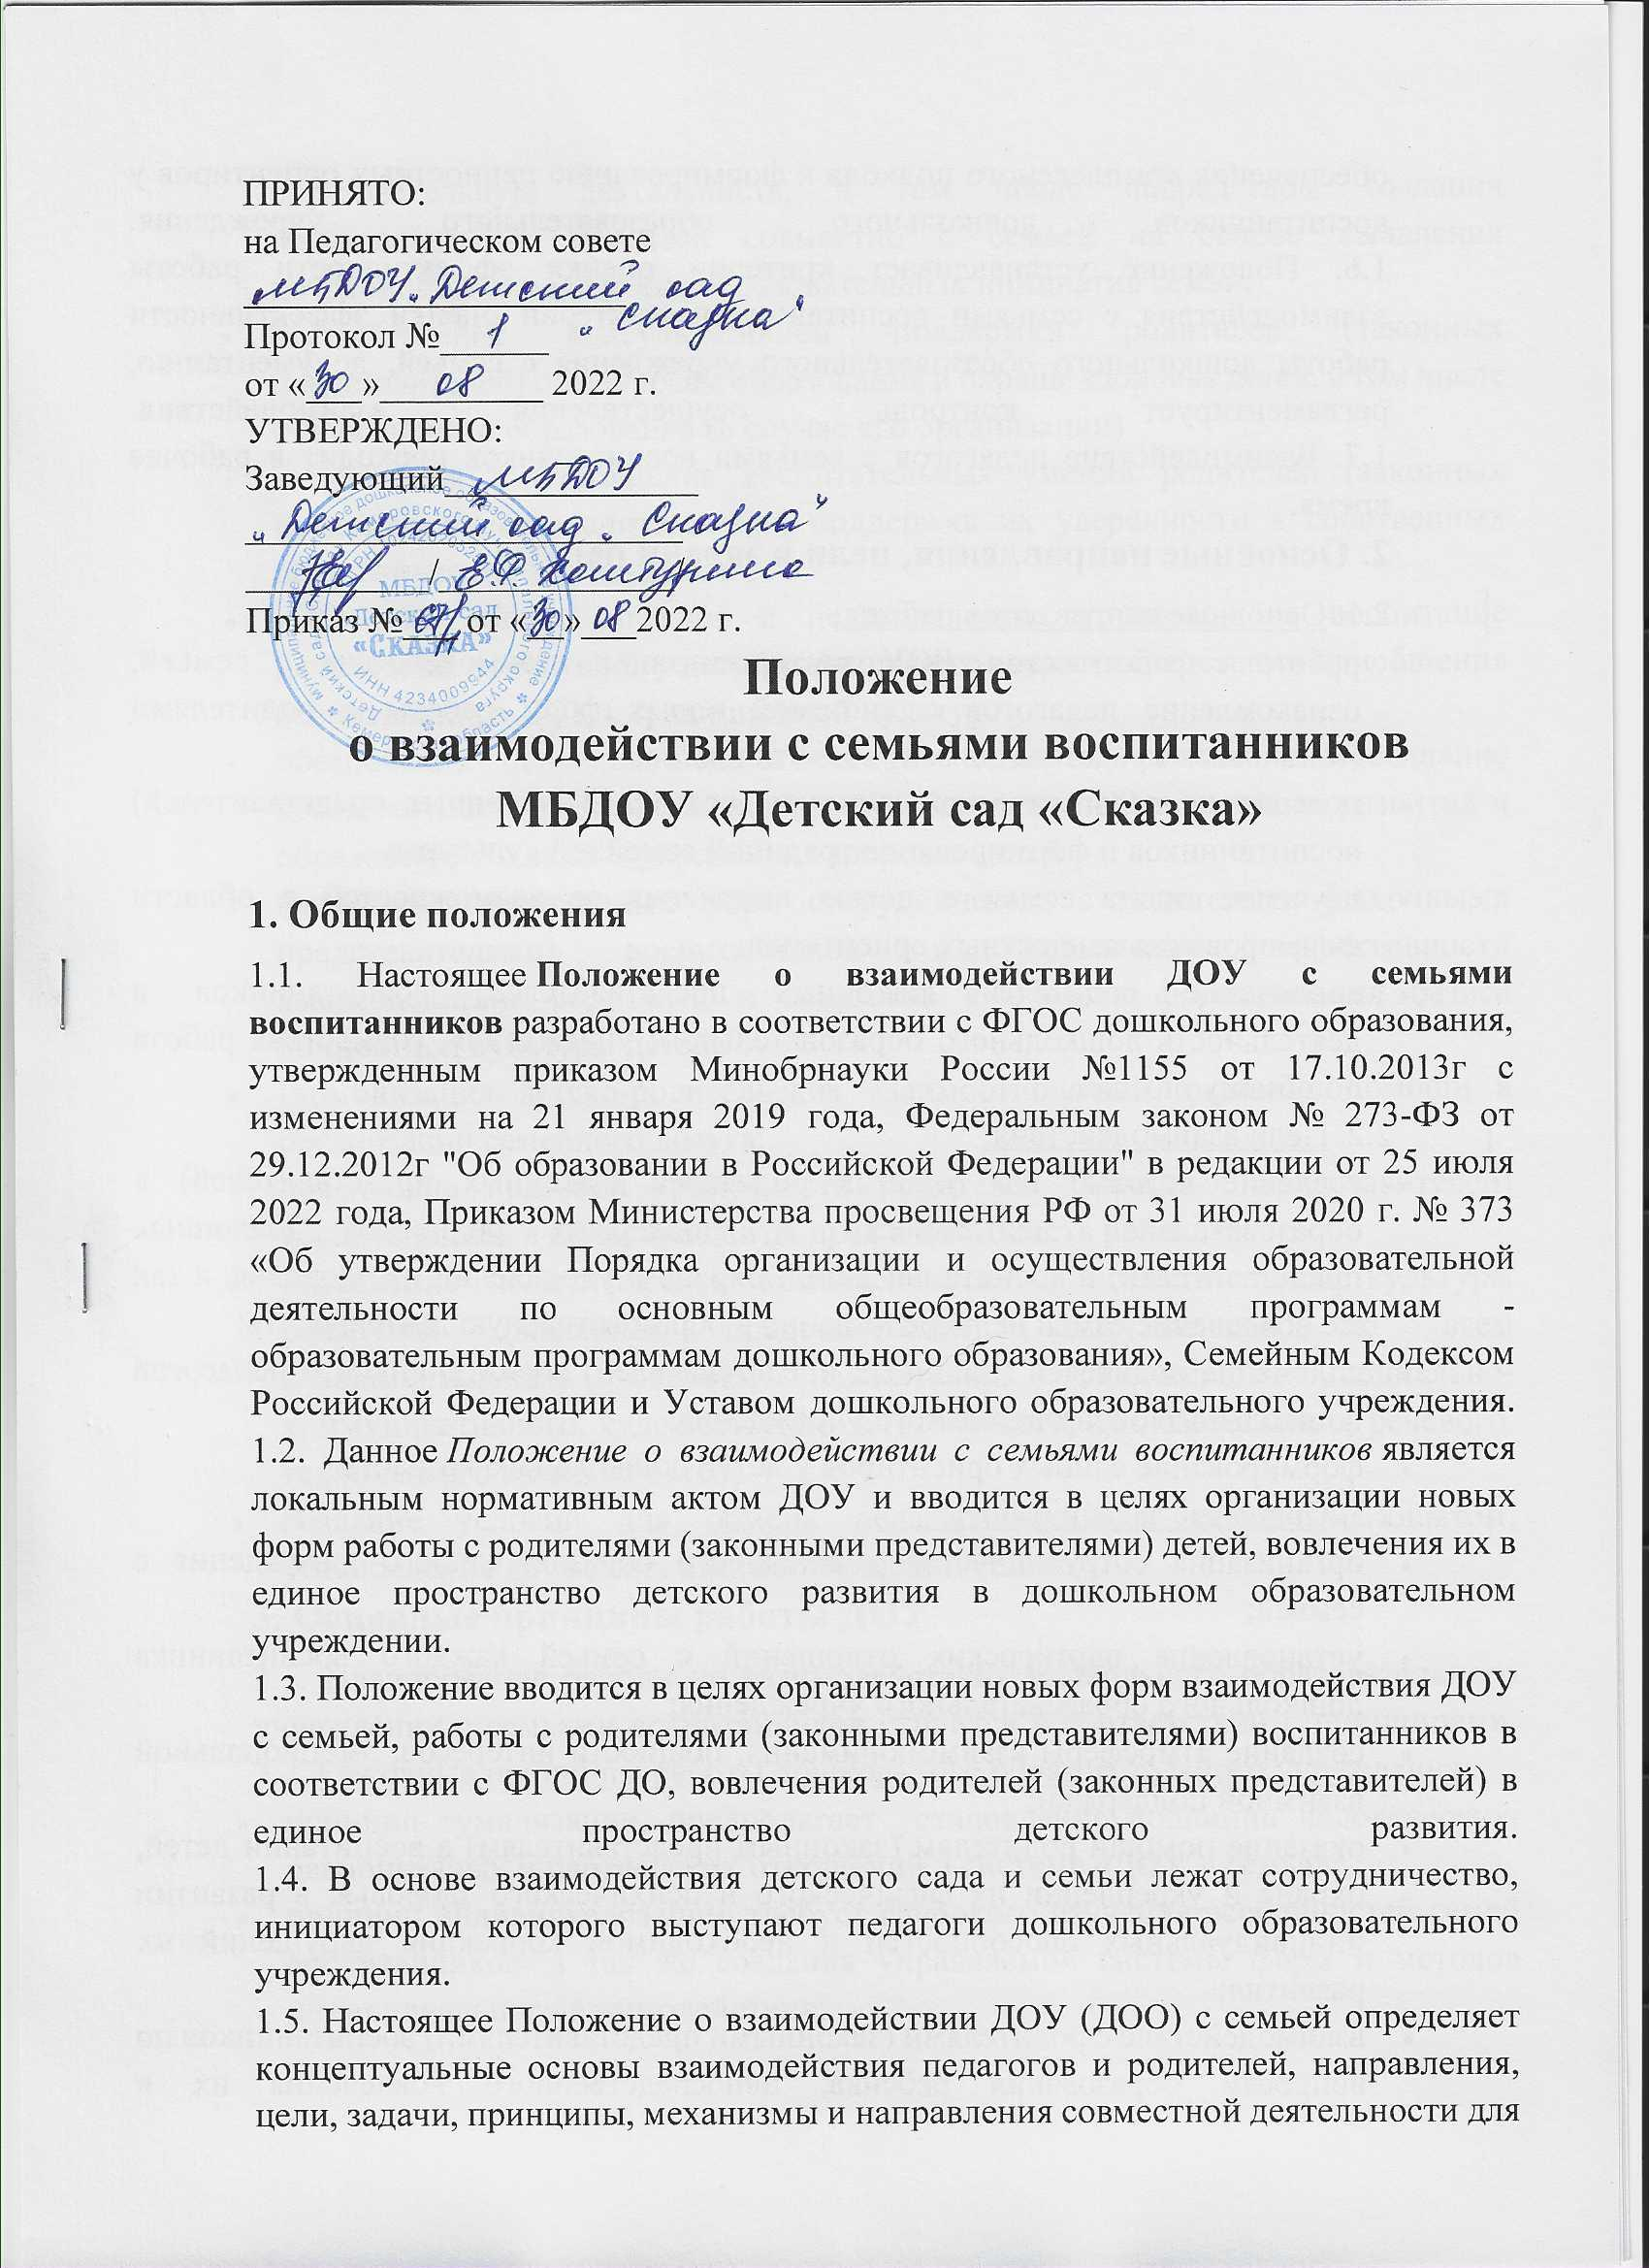 ПРИНЯТО:
на Педагогическом совете
МБДОУ „Детский сад
„Сказка"
Протокол № 1
от «30» 08 2022 г.
УТВЕРЖДЕНО:
Заведующий МБДОУ
„Детский сад „Сказка"
/ Е.Ф.
Приказ № от «30» 08 2022 г.
МБДОУ
Детский сад
«СКАЗКА»
ИНН 4234009944
Положение
о взаимодействии с семьями воспитанников
МБДОУ «Детский сад «Сказка»
1. Общие положения
1.1. Настоящее Положение о взаимодействии ДОУ с семьями
воспитанников разработано в соответствии с ФГОС дошкольного образования,
утвержденным приказом Минобрнауки России №1155 от 17.10.2013г с
изменениями на 21 января 2019 года, Федеральным законом № 273-ФЗ от
29.12.2012г "Об образовании в Российской Федерации" в редакции от 25 июля
2022 года, Приказом Министерства просвещения РФ от 31 июля 2020 г. № 373
«Об утверждении Порядка организации и осуществления образовательной
деятельности по основным общеобразовательным программам -
образовательным программам дошкольного образования», Семейным Кодексом
Российской Федерации и Уставом дошкольного образовательного учреждения.
1.2. Данное Положение о взаимодействии с семьями воспитанников является
локальным нормативным актом ДОУ и вводится в целях организации новых
форм работы с родителями (законными представителями) детей, вовлечения их в
единое пространство детского развития в дошкольном образовательном
учреждении.
1.3. Положение вводится в целях организации новых форм взаимодействия ДОУ
с семьей, работы с родителями (законными представителями) воспитанников в
соответствии с ФГОС ДО, вовлечения родителей (законных представителей) в
единое пространство детского развития.
1.4. В основе взаимодействия детского сада и семьи лежат сотрудничество,
инициатором которого выступают педагоги дошкольного образовательного
учреждения.
1.5. Настоящее Положение о взаимодействии ДОУ (ДОО) с семьей определяет
концептуальные основы взаимодействия педагогов и родителей, направления,
цели, задачи, принципы, механизмы и направления совместной деятельности для